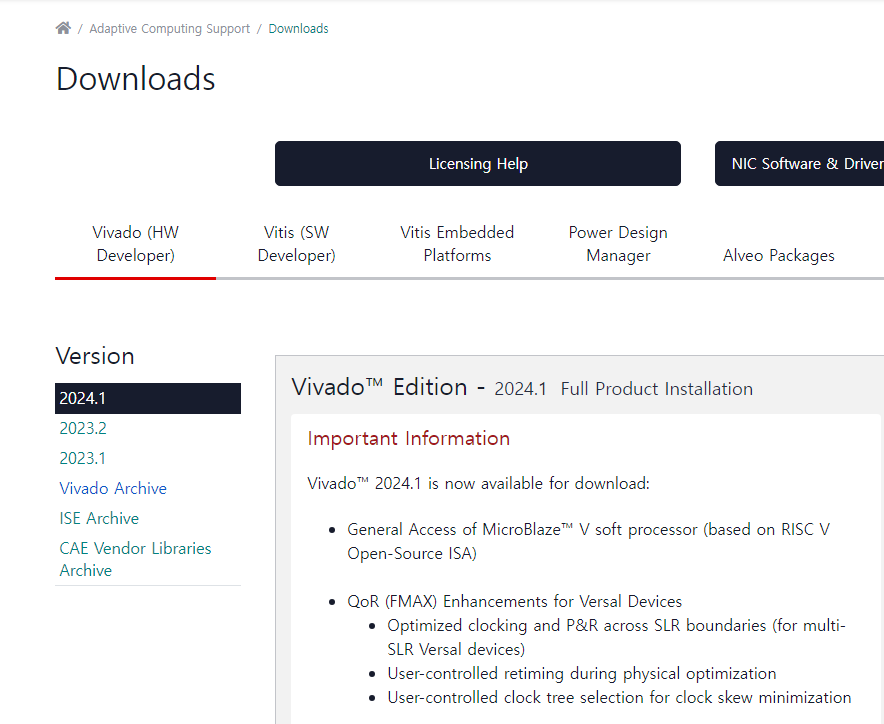 / Adaptive Computing Support / Downloads
Downloads
Licensing Help
NIC Software & Driver
Vivado (HW
Developer)
Vitis (SW
Developer)
Vitis Embedded
Platforms
Power Design
Manager
Alveo Packages
Version
2024.1
2023.2
2023.1
Vivado Archive
ISE Archive
CAE Vendor Libraries
Archive
Vivado™ Edition - 2024.1 Full Product Installation
Important Information
Vivado™ 2024.1 is now available for download:
• General Access of MicroBlaze™ V soft processor (based on RISC V
Open-Source ISA)
• QoR (FMAX) Enhancements for Versal Devices
• Optimized clocking and P&R across SLR boundaries (for multi-
SLR Versal devices)
• User-controlled retiming during physical optimization
• User-controlled clock tree selection for clock skew minimization